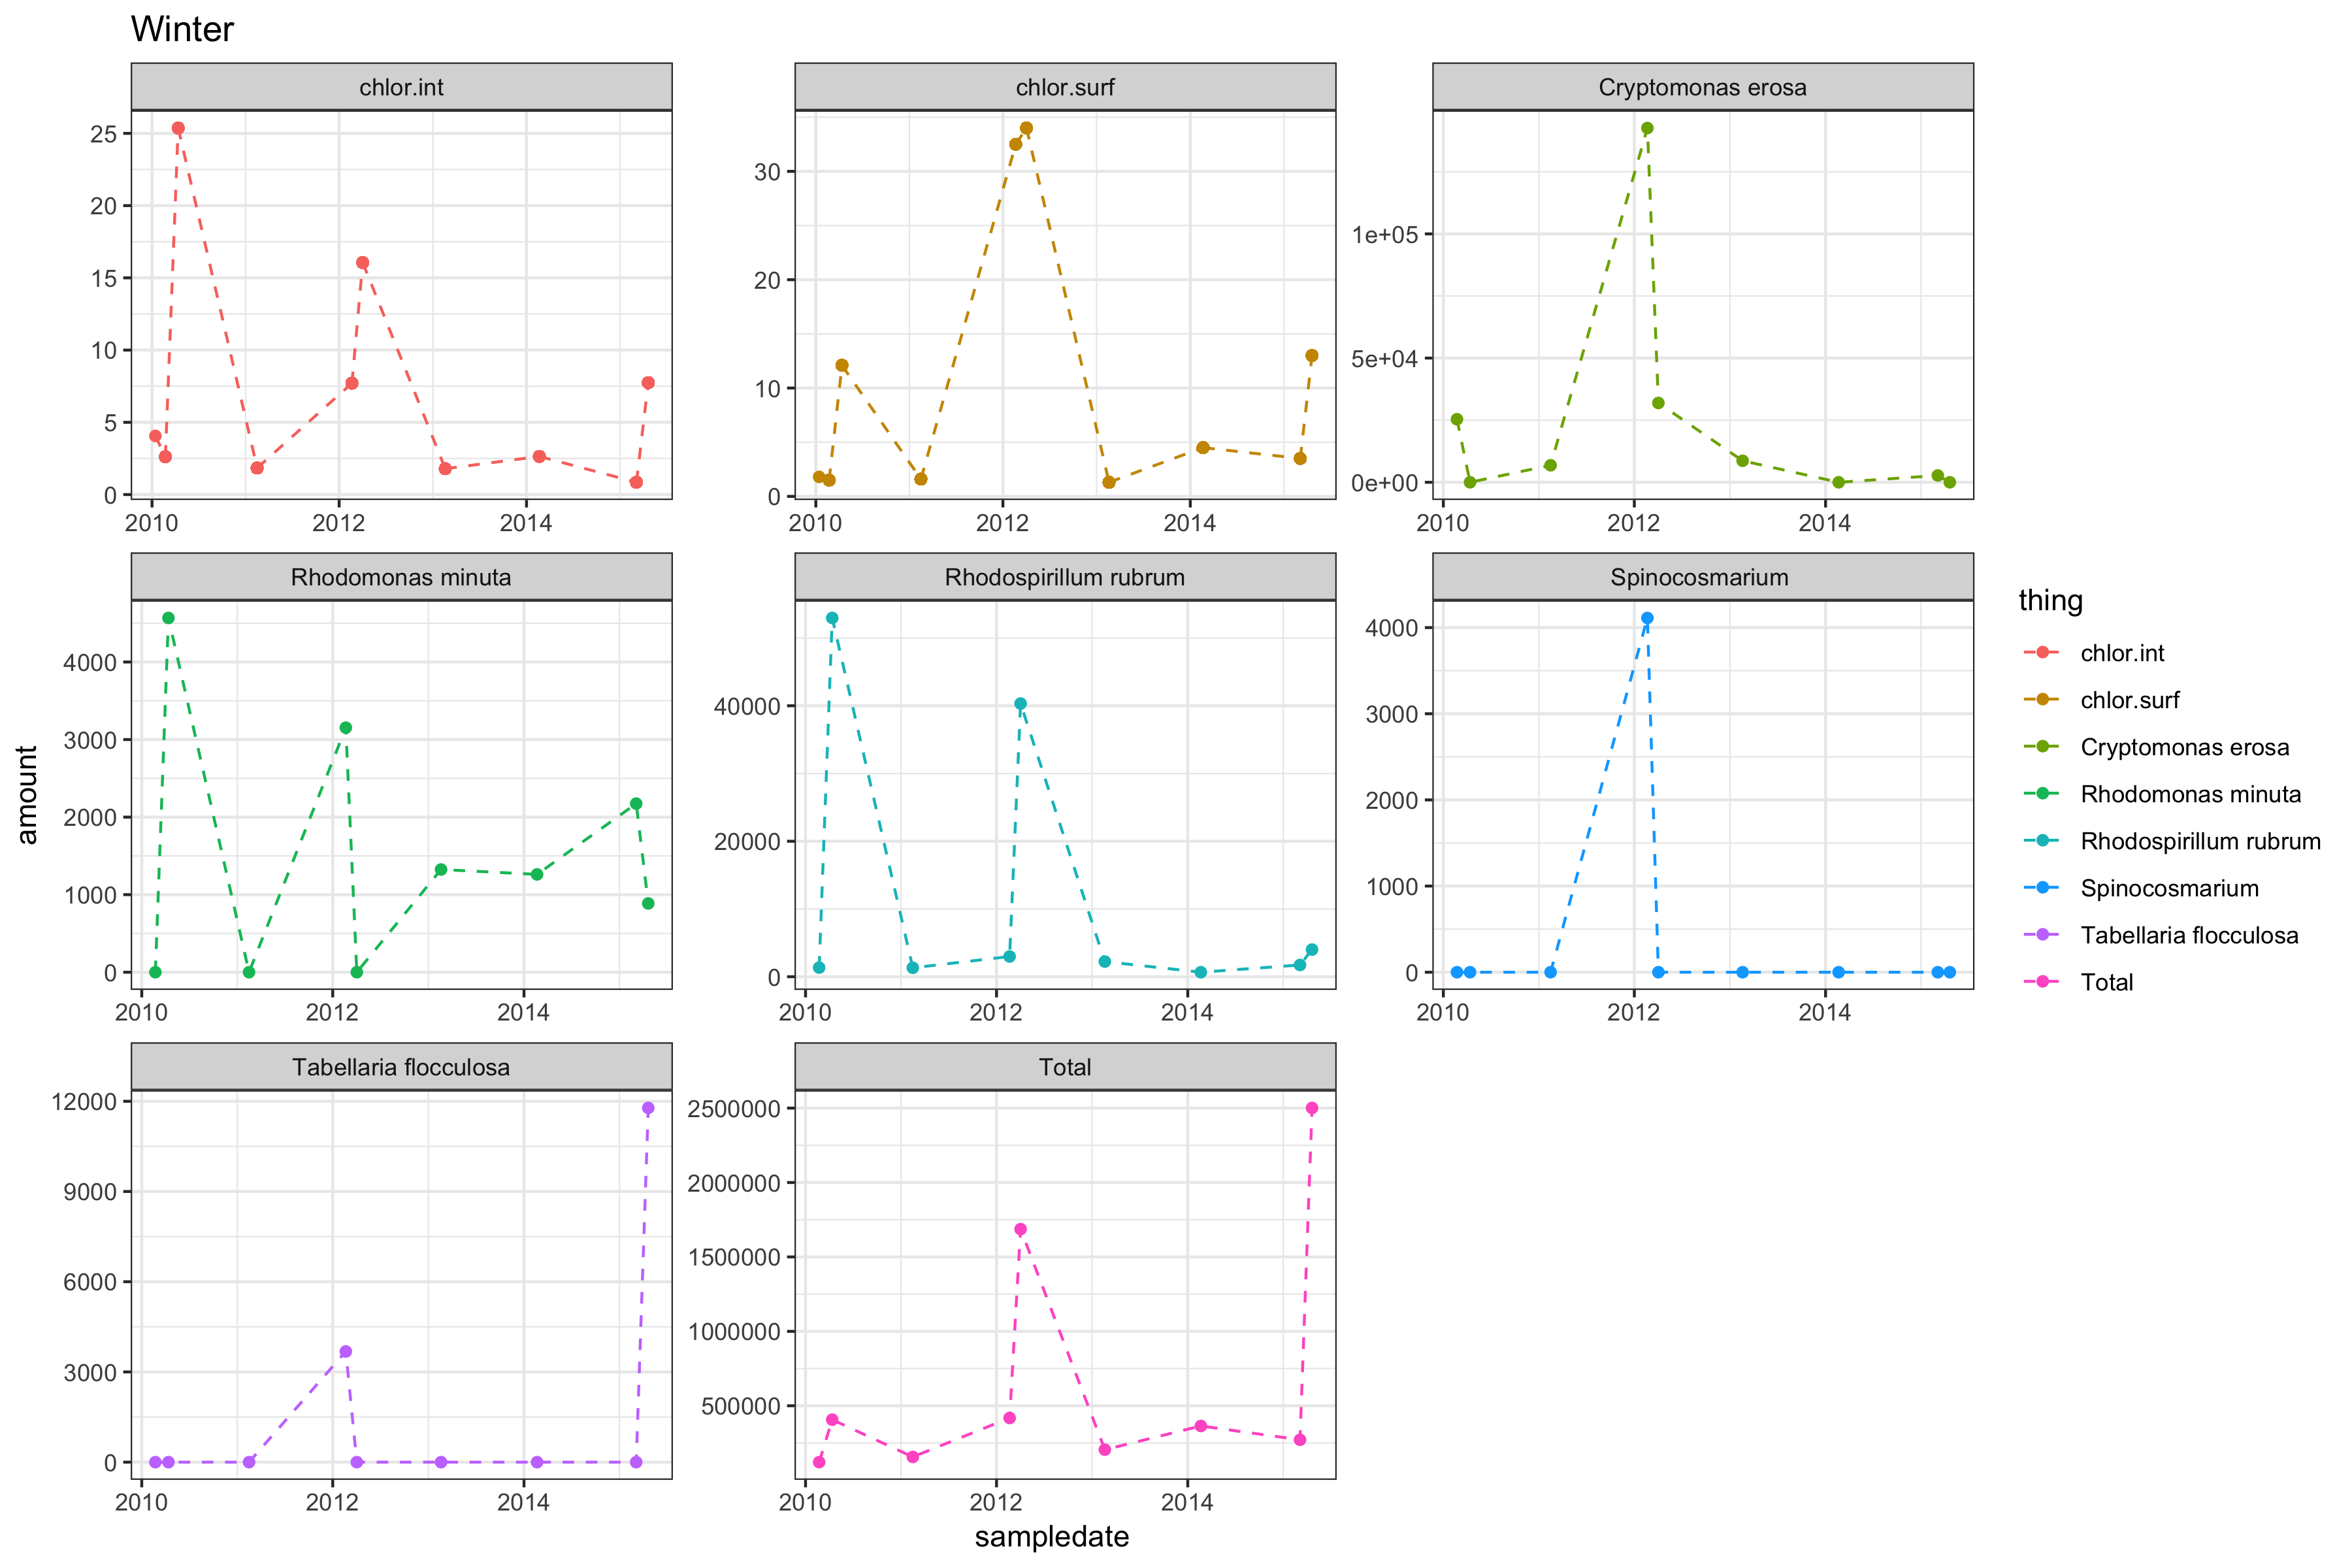 Winter
chlor.int
chlor.surf
Cryptomonas erosa
25
20
15
10
5
0
30
20
10
0
1e+05
5e+04
0e+00
2010 2012 2014
2010 2012 2014
2010 2012 2014
Rhodomonas minuta
Rhodospirillum rubrum
Spinocosmarium
4000
3000
2000
1000
0
40000
20000
0
4000
3000
2000
1000
0
2010 2012 2014
2010 2012 2014
2010 2012 2014
Tabellaria flocculosa
Total
12000
9000
6000
3000
0
2500000
2000000
1500000
1000000
500000
2010 2012 2014
2010 2012 2014
amount
sampledate
thing
chlor.int
chlor.surf
Cryptomonas erosa
Rhodomonas minuta
Rhodospirillum rubrum
Spinocosmarium
Tabellaria flocculosa
Total